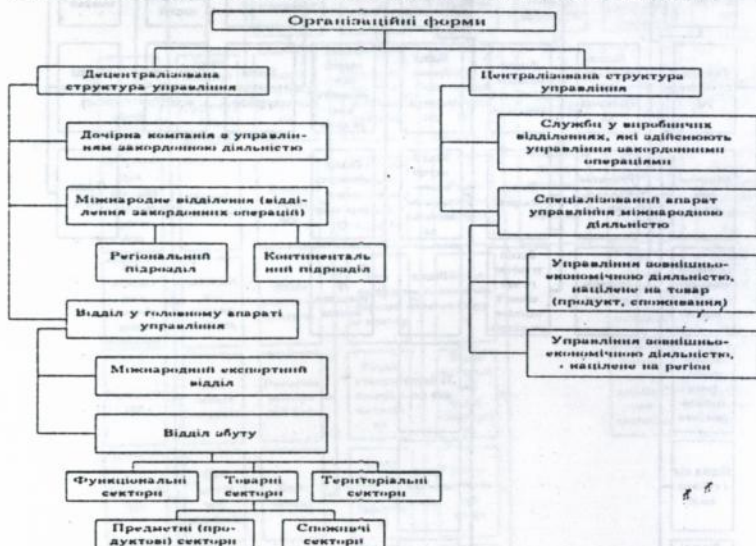 Організаційні форми
Децентралізована
структура управління
Дочірна компанія з управлін-
ням закордонною діяльністю
Міжнародне відділення (відді-
лення закордонних операцій)
Регіональний
підрозділ
Континенталь
ний підрозділ
Відділ у головному апараті
управління
Міжнародний експортний
відділ
Відділ збуту
Функціональні
сектори
Товарні
сектори
Територіальні
сектори
Предметні (про-
дуктові) сектори
Споживчі
сектори
Централізована структура
управління
Служби у виробничих
відділеннях, які здійснюють
управління закордонними
операціями
Спеціалізований апарат
управління міжнародною
діяльністю
Управління зовнішньо-
економічною діяльністю,
націлене на товар
(продукт, споживання)
Управління зовнішньо-
економічною діяльністю,
націлене на регіон